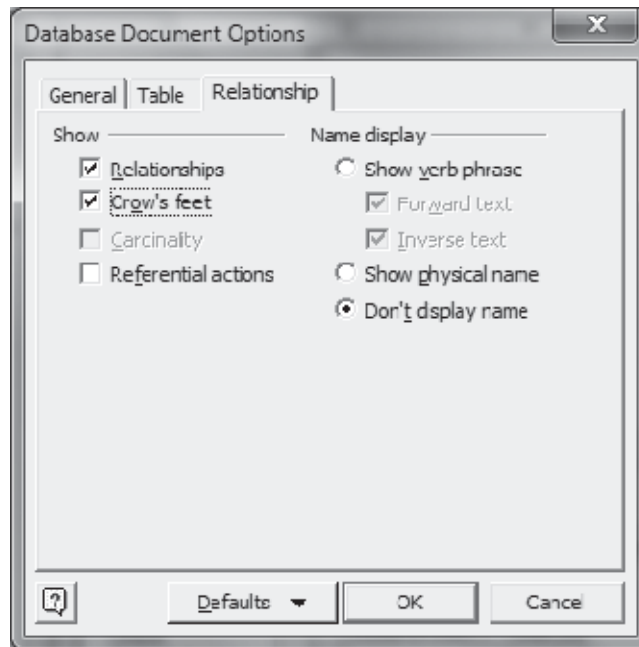 Database Document Options
X
General Table Relationship
Show
Name display
Relationships
Show verb phrase
Crow's feet
Forward text
Carcinality
Inverse text
Referential actions
Show physical name
Don't display name
?
Defaults
OK
Cancel